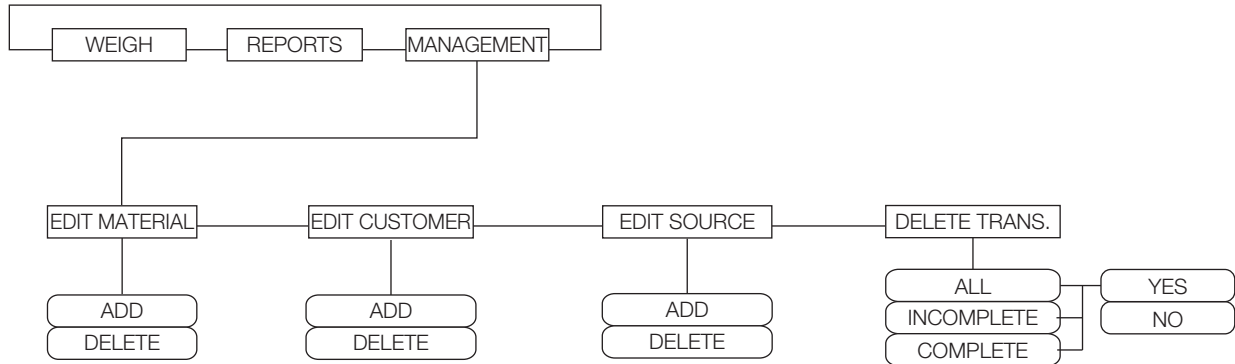 WEIGH
REPORTS
MANAGEMENT
EDIT MATERIAL
EDIT CUSTOMER
EDIT SOURCE
DELETE TRANS.
ADD
DELETE
ADD
DELETE
ADD
DELETE
ALL
INCOMPLETE
COMPLETE
YES
NO